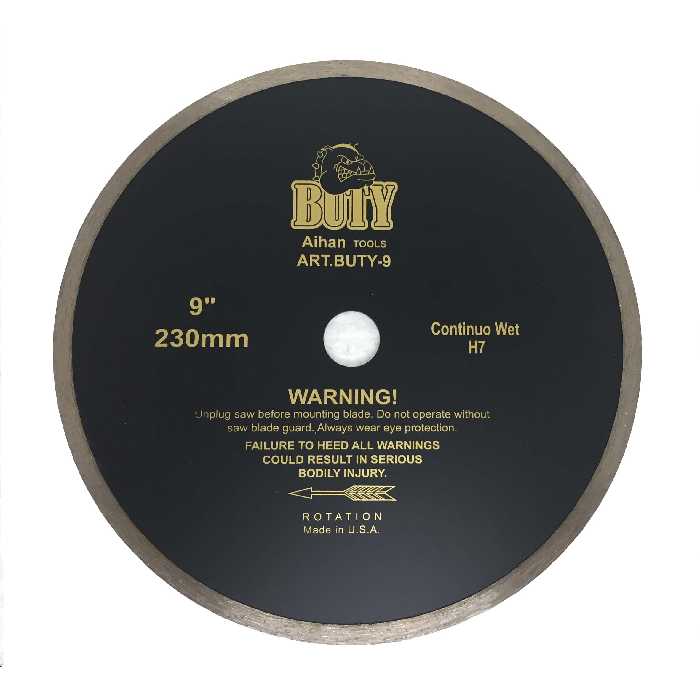 BUTY
Aihan TOOLS
ART.BUTY-9
9"
230mm
Continuo Wet
H7
WARNING!
Unplug saw before mounting blade. Do not operate without
saw blade guard.,Always wear eye protection.
FAILURE TO HEED ALL WARNINGS
COULD RESULT IN SERIOUS
BODILY INJURY.
ROTATION
Made in U.S.A.